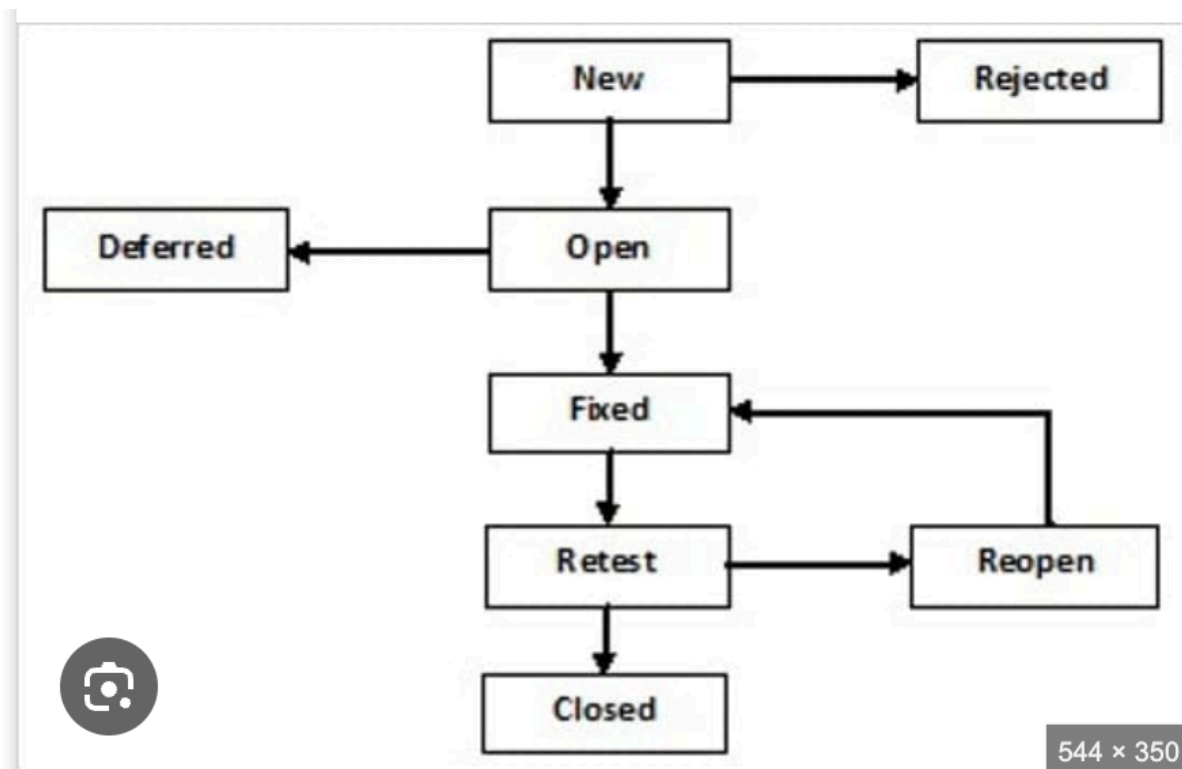 New
Rejected
Deferred
Open
Fixed
Retest
Reopen
Closed
544 × 350